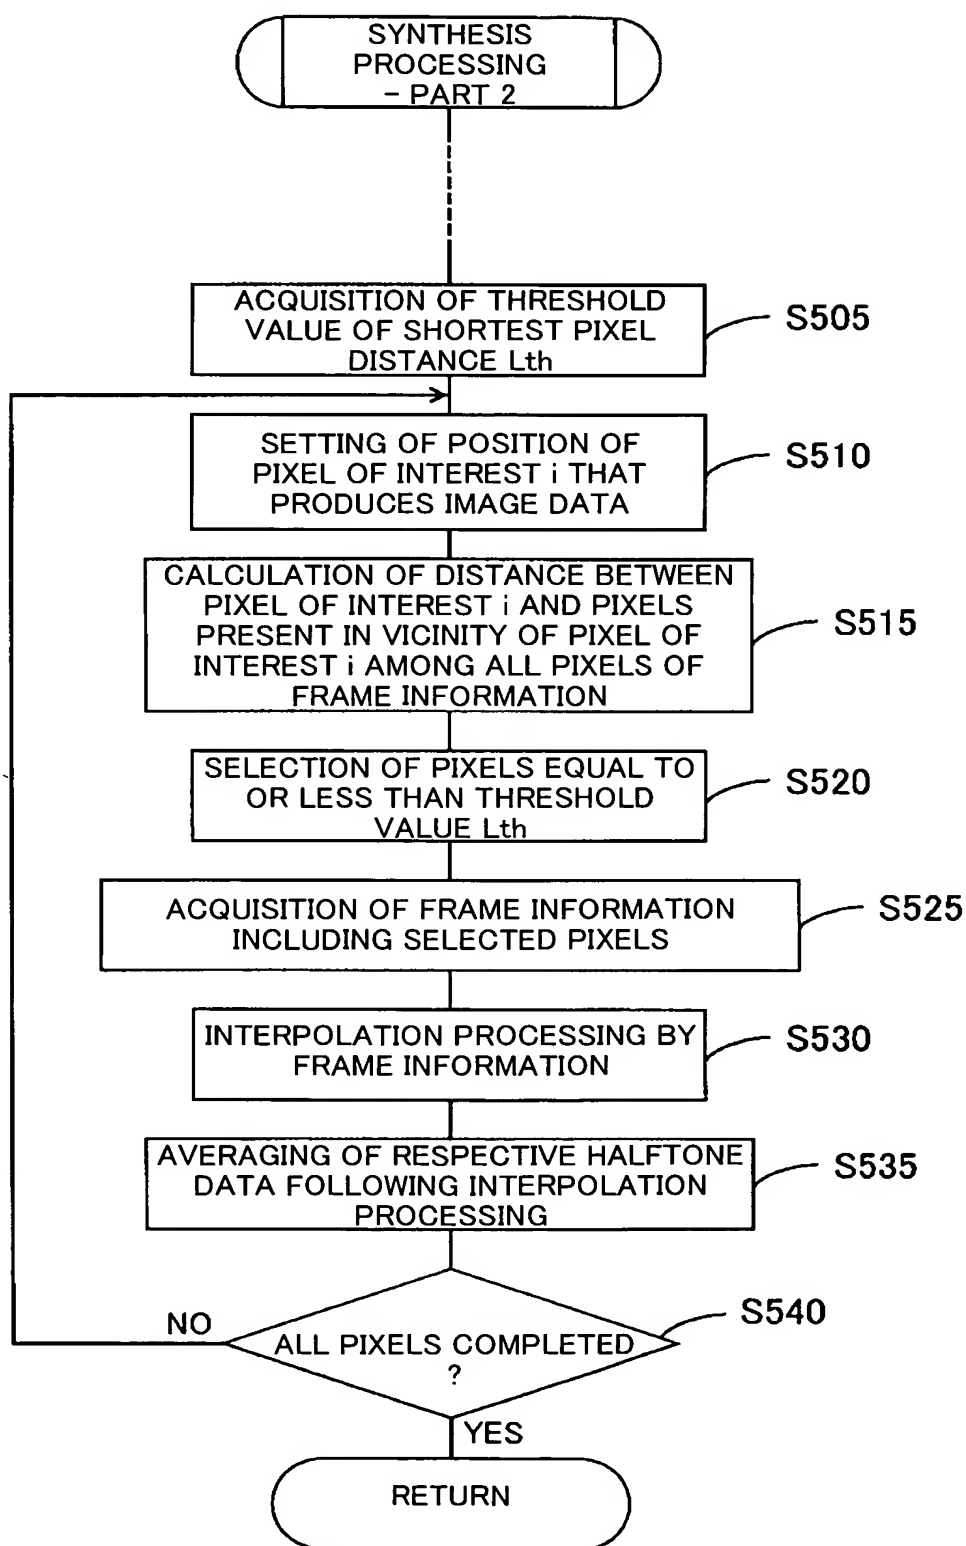 SYNTHESIS
PROCESSING
- PART 2
ACQUISITION OF THRESHOLD
VALUE OF SHORTEST PIXEL
DISTANCE Lth
S505
SETTING OF POSITION OF
PIXEL OF INTEREST i THAT
PRODUCES IMAGE DATA
S510
CALCULATION OF DISTANCE BETWEEN
PIXEL OF INTEREST i AND PIXELS
PRESENT IN VICINITY OF PIXEL OF
INTEREST i AMONG ALL PIXELS OF
FRAME INFORMATION
S515
SELECTION OF PIXELS EQUAL TO
OR LESS THAN THRESHOLD
VALUE Lth
S520
ACQUISITION OF FRAME INFORMATION
INCLUDING SELECTED PIXELS
S525
INTERPOLATION PROCESSING BY
FRAME INFORMATION
S530
AVERAGING OF RESPECTIVE HALFTONE
DATA FOLLOWING INTERPOLATION
PROCESSING
S535
NO
ALL PIXELS COMPLETED
?
S540
YES
RETURN